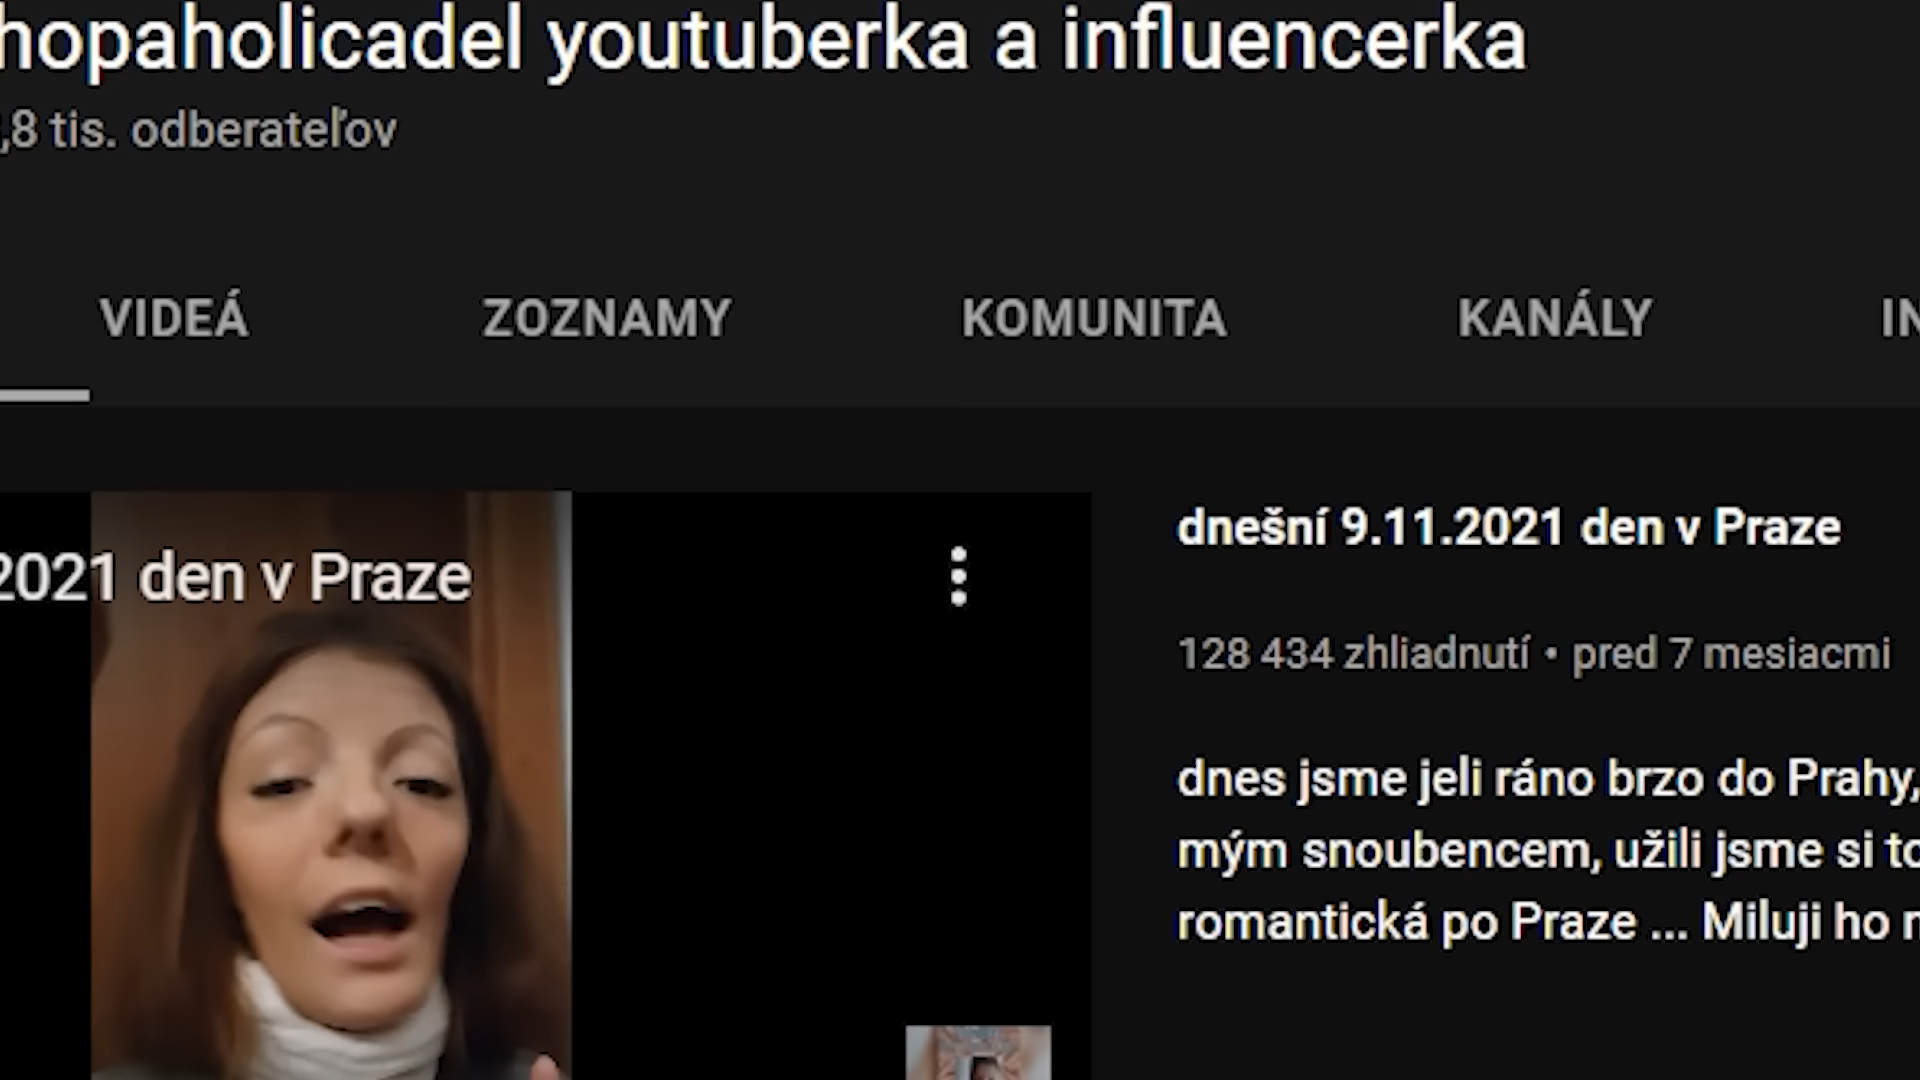 hopaholicadel youtuberka a influencerka
,8 tis. odberateľov
VIDEÁ ZOZNAMY KOMUNITA KANÁLY IN
2021 den v Praze
dnešní 9.11.2021 den v Praze
128 434 zhliadnutí • pred 7 mesiacmi
dnes jsme jeli ráno brzo do Prahy,
mým snoubencem, užili jsme si to
romantická po Praze ... Miluji ho